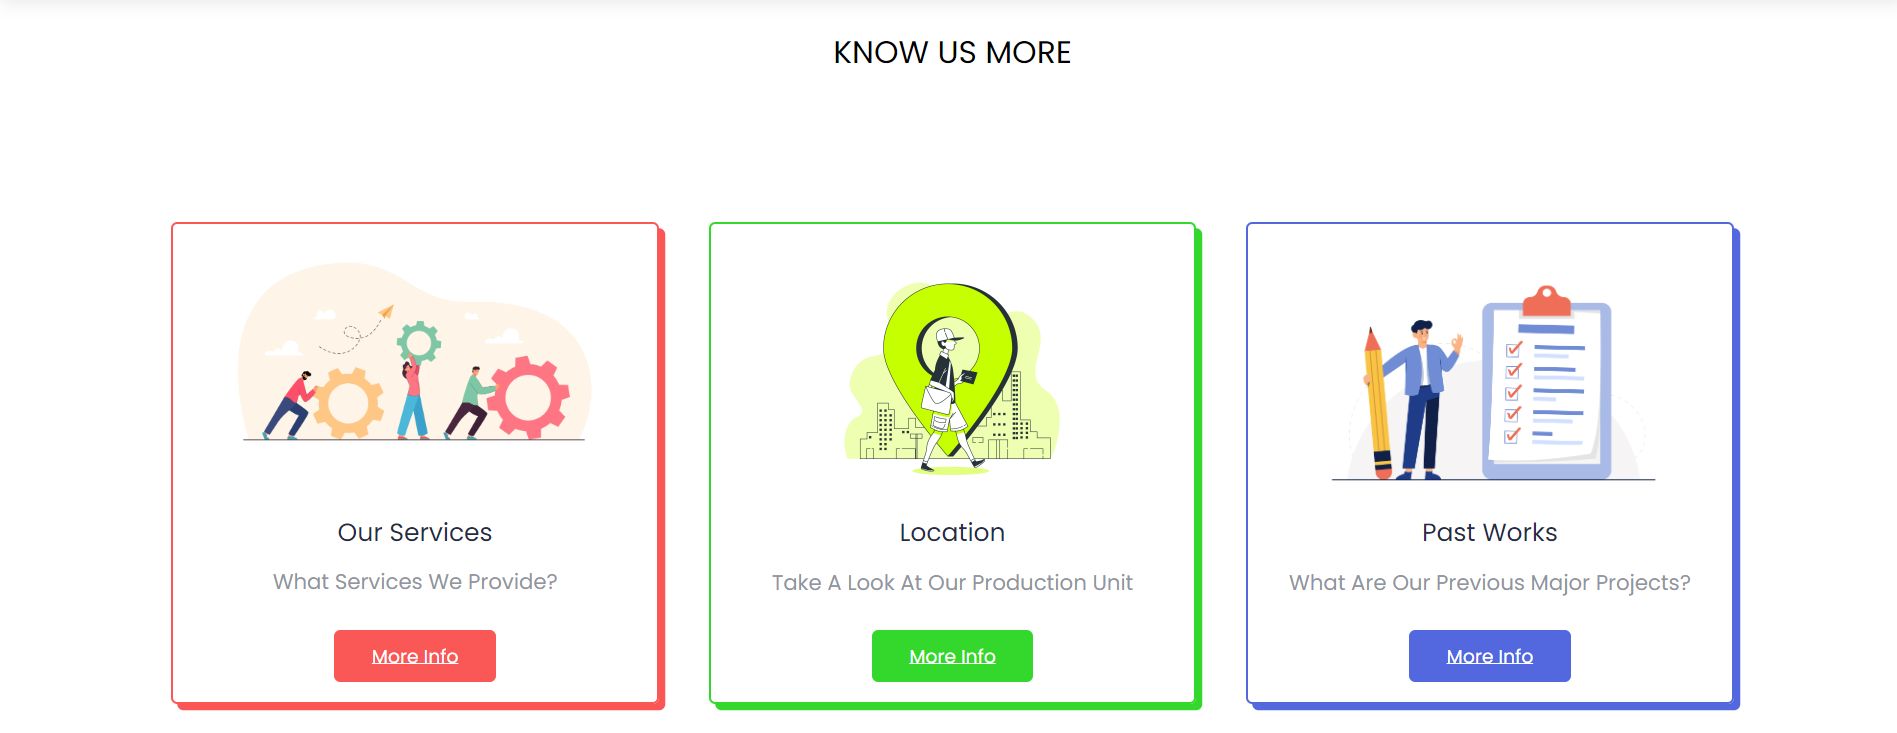 KNOW US MORE
Our Services
What Services We Provide?
More Info
Location
Take A Look At Our Production Unit
More Info
Past Works
What Are Our Previous Major Projects?
More Info